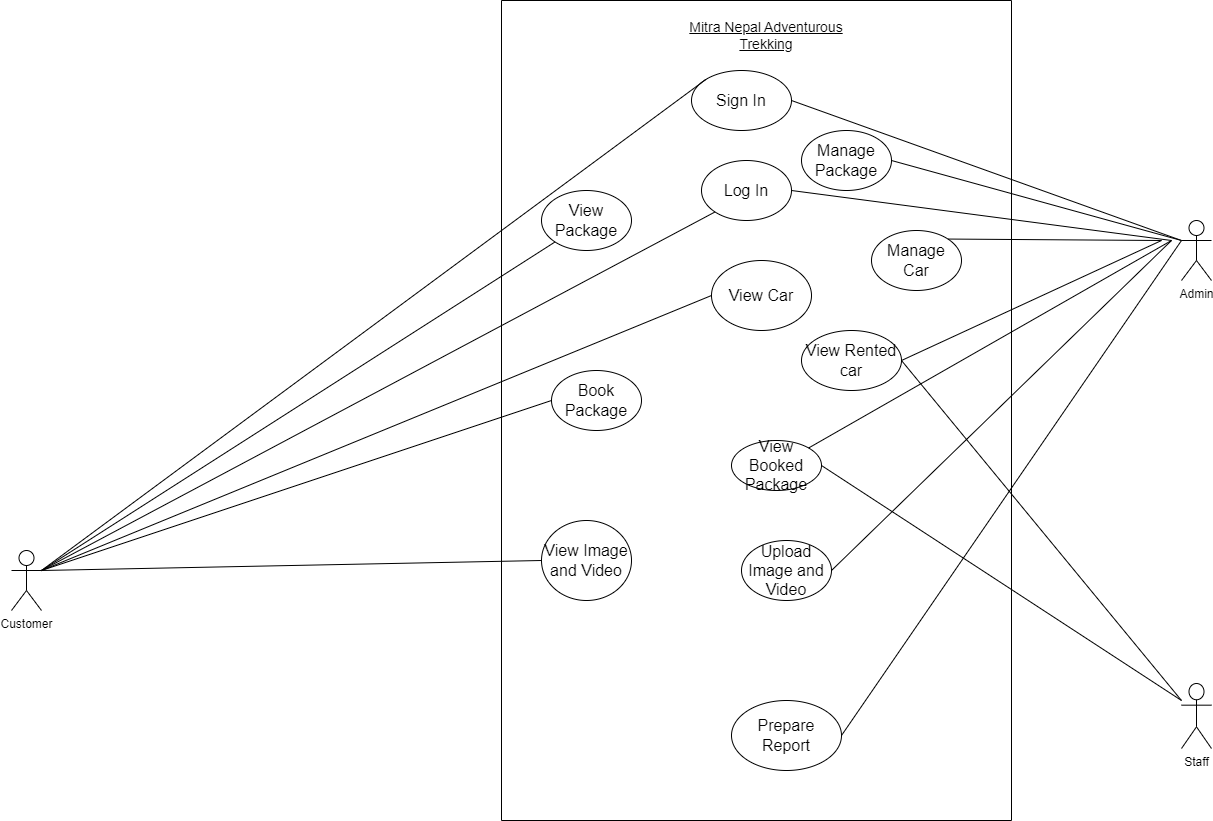 Mitra Nepal Adventurous
Trekking
Sign In
Manage
Package
Log In
View
Package
Manage
Car
Admin
View Car
View Rented
car
Book
Package
View
Booked
Package
View Image
and Video
Upload
Image and
Video
Customer
Prepare
Report
Staff